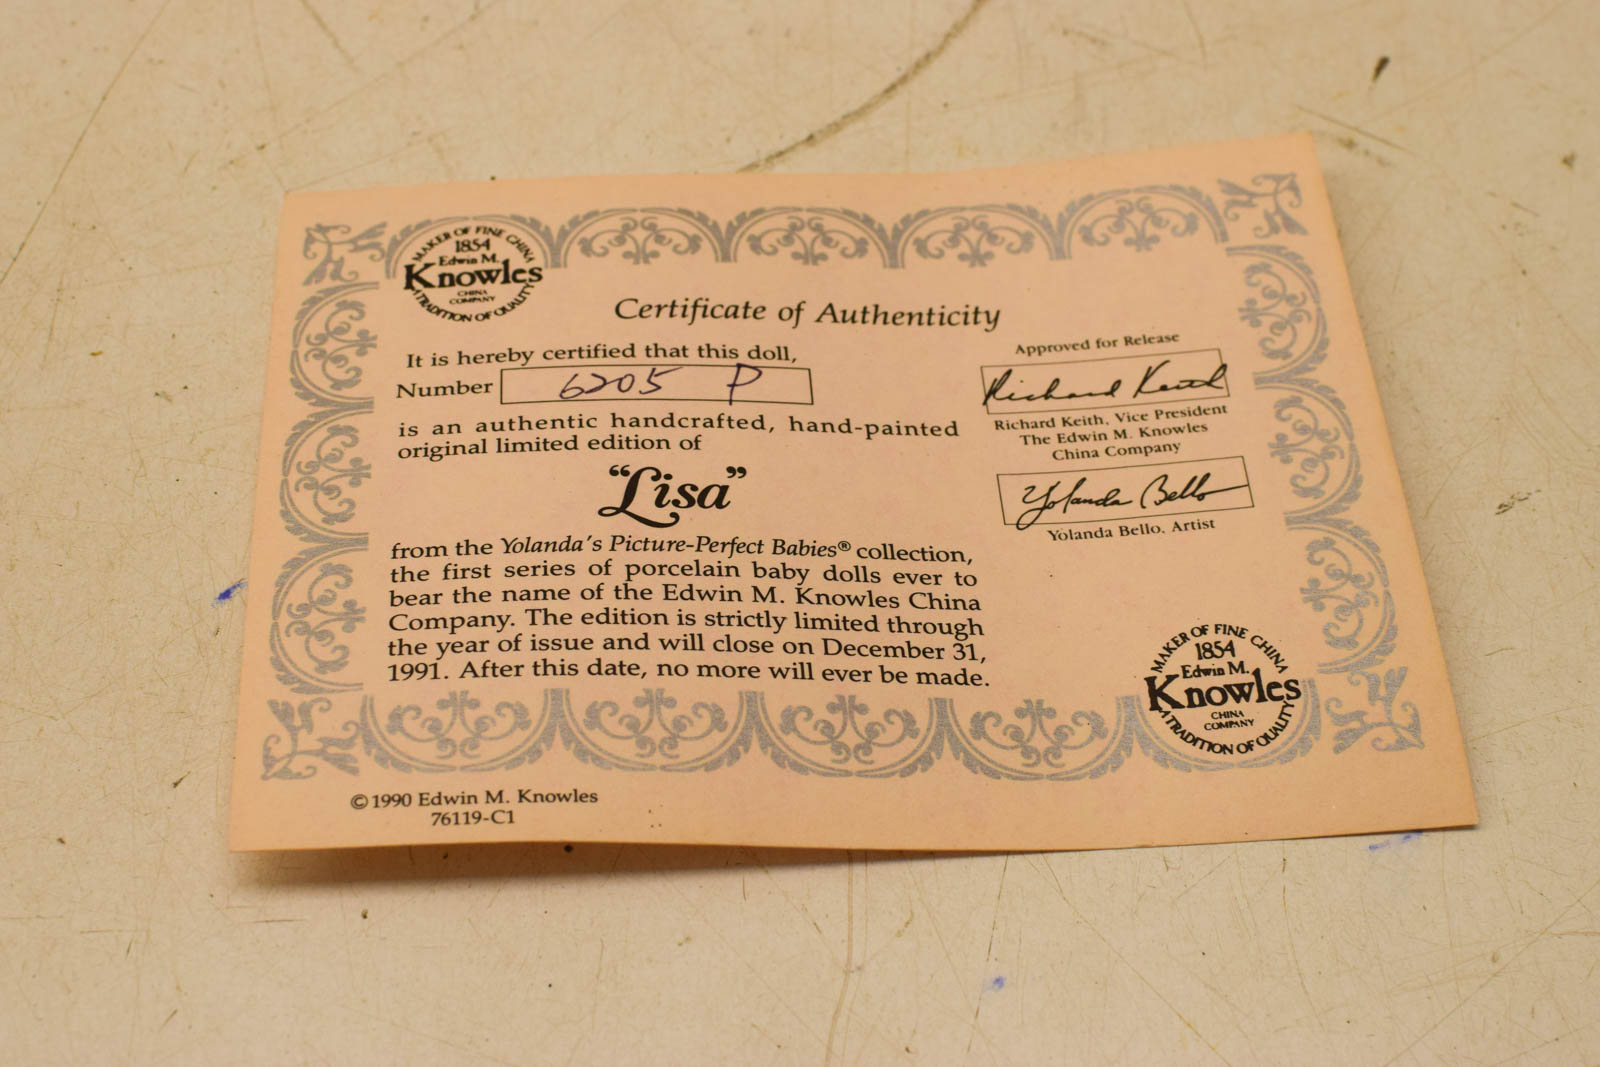 MAKER OF FINE CHINA
1854
Edwin M.
Knowles
CHINA
COMPANY
A TRADITION OF QUALITY
Certificate of Authenticity
It is hereby certified that this doll,
Number 6205 P
is an authentic handcrafted, hand-painted
original limited edition of
"Lisa"
from the Yolanda's Picture-Perfect Babies® collection,
the first series of porcelain baby dolls ever to
bear the name of the Edwin M. Knowles China
Company. The edition is strictly limited through
the year of issue and will close on December 31,
1991. After this date, no more will ever be made.
Approved for Release
Richard Keith
Richard Keith, Vice President
The Edwin M. Knowles
China Company
Yolanda Bello
Yolanda Bello, Artist
MAKER OF FINE CHINA
1854
Edwin M.
Knowles
CHINA
COMPANY
A TRADITION OF QUALITY
©1990 Edwin M. Knowles
76119-C1